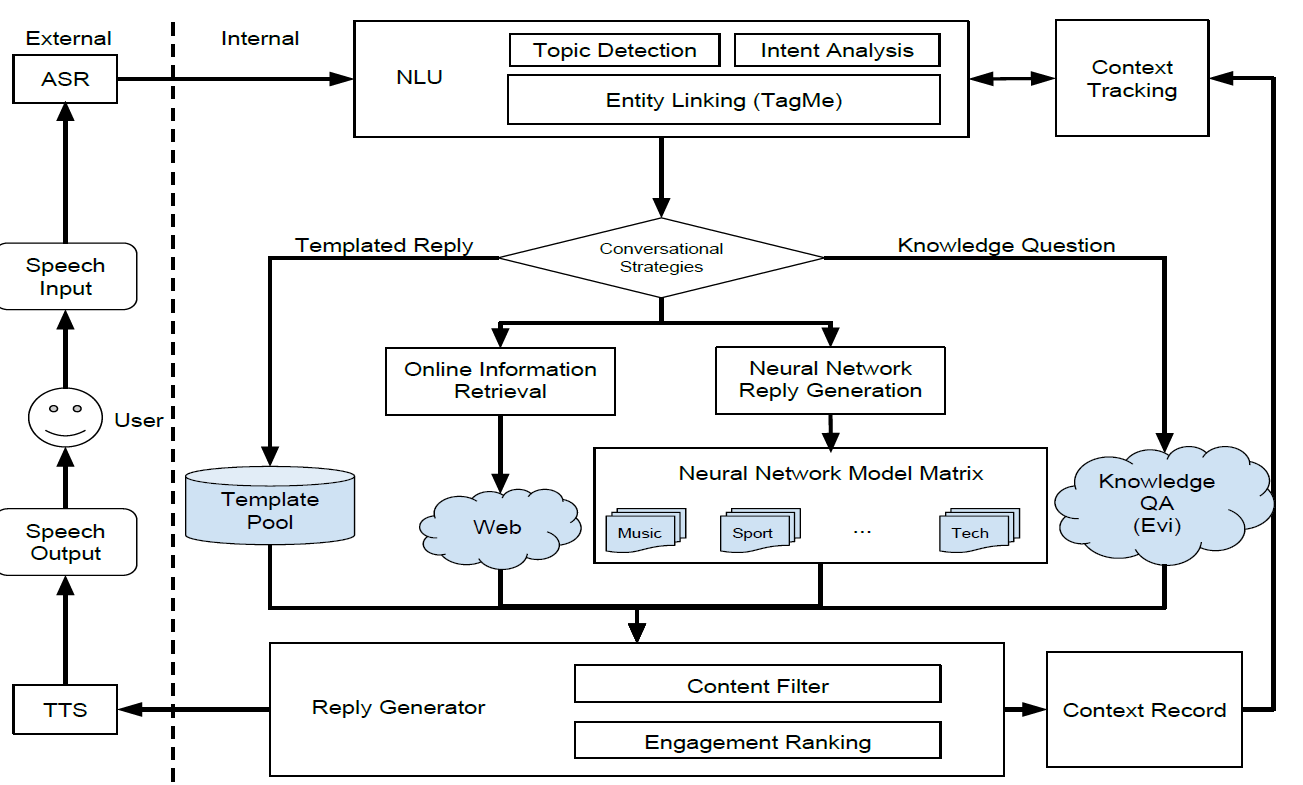 External
Internal
ASR
NLU
Topic Detection
Intent Analysis
Entity Linking (TagMe)
Context
Tracking
Templated Reply
Conversational
Strategies
Knowledge Question
Speech
Input
Online Information
Retrieval
Neural Network
Reply Generation
User
Template
Pool
Web
Neural Network Model Matrix
Music
Sport
...
Tech
Knowledge
QA
(Evi)
Speech
Output
TTS
Reply Generator
Content Filter
Engagement Ranking
Context Record